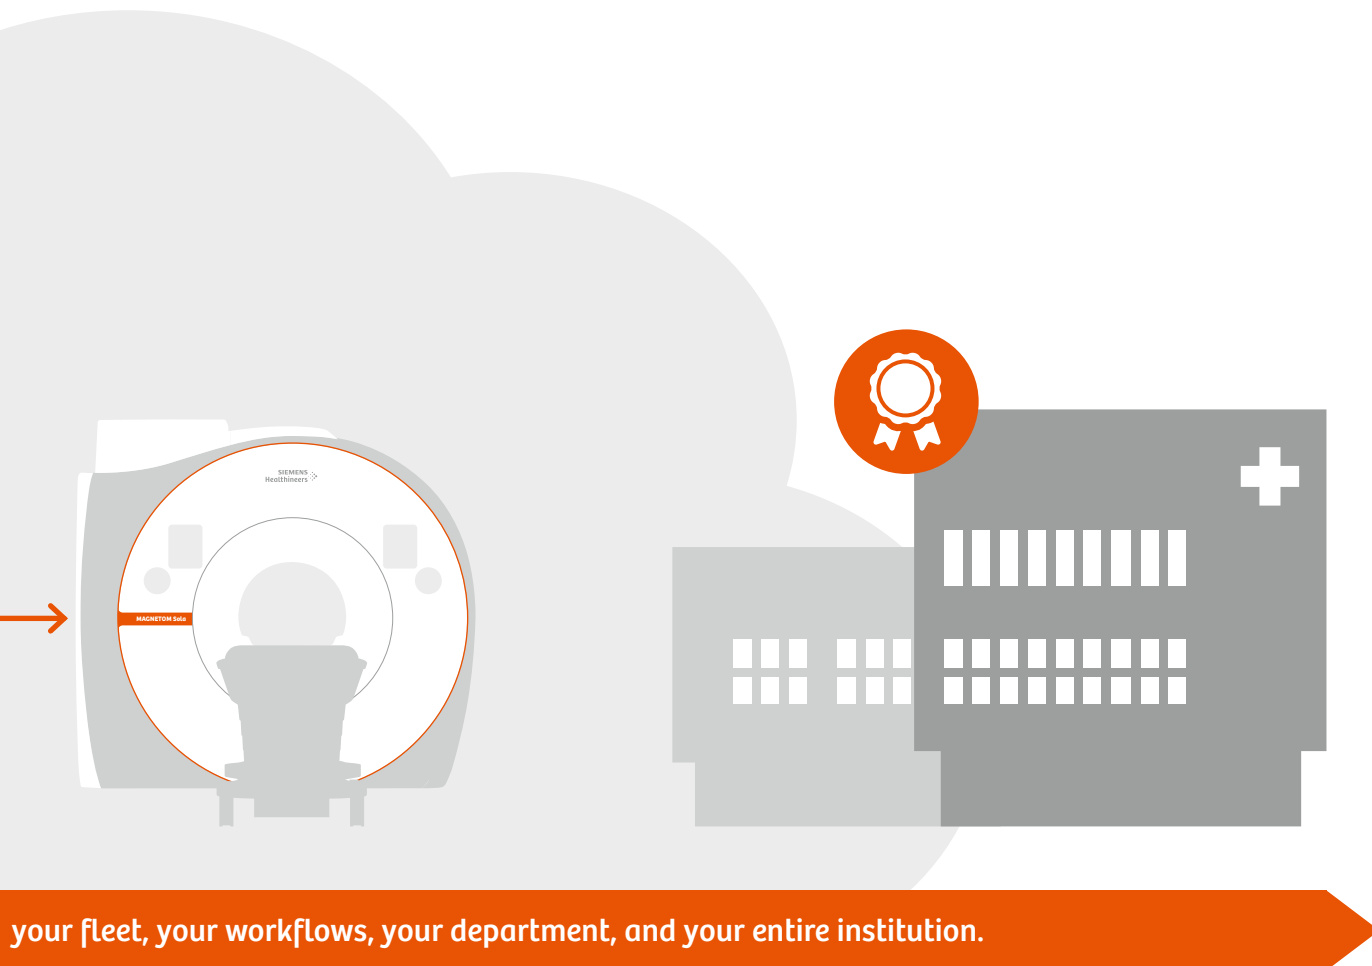 SIEMENS
Healthineers
MAGNETOM Sola
your fleet, your workflows, your department, and your entire institution.